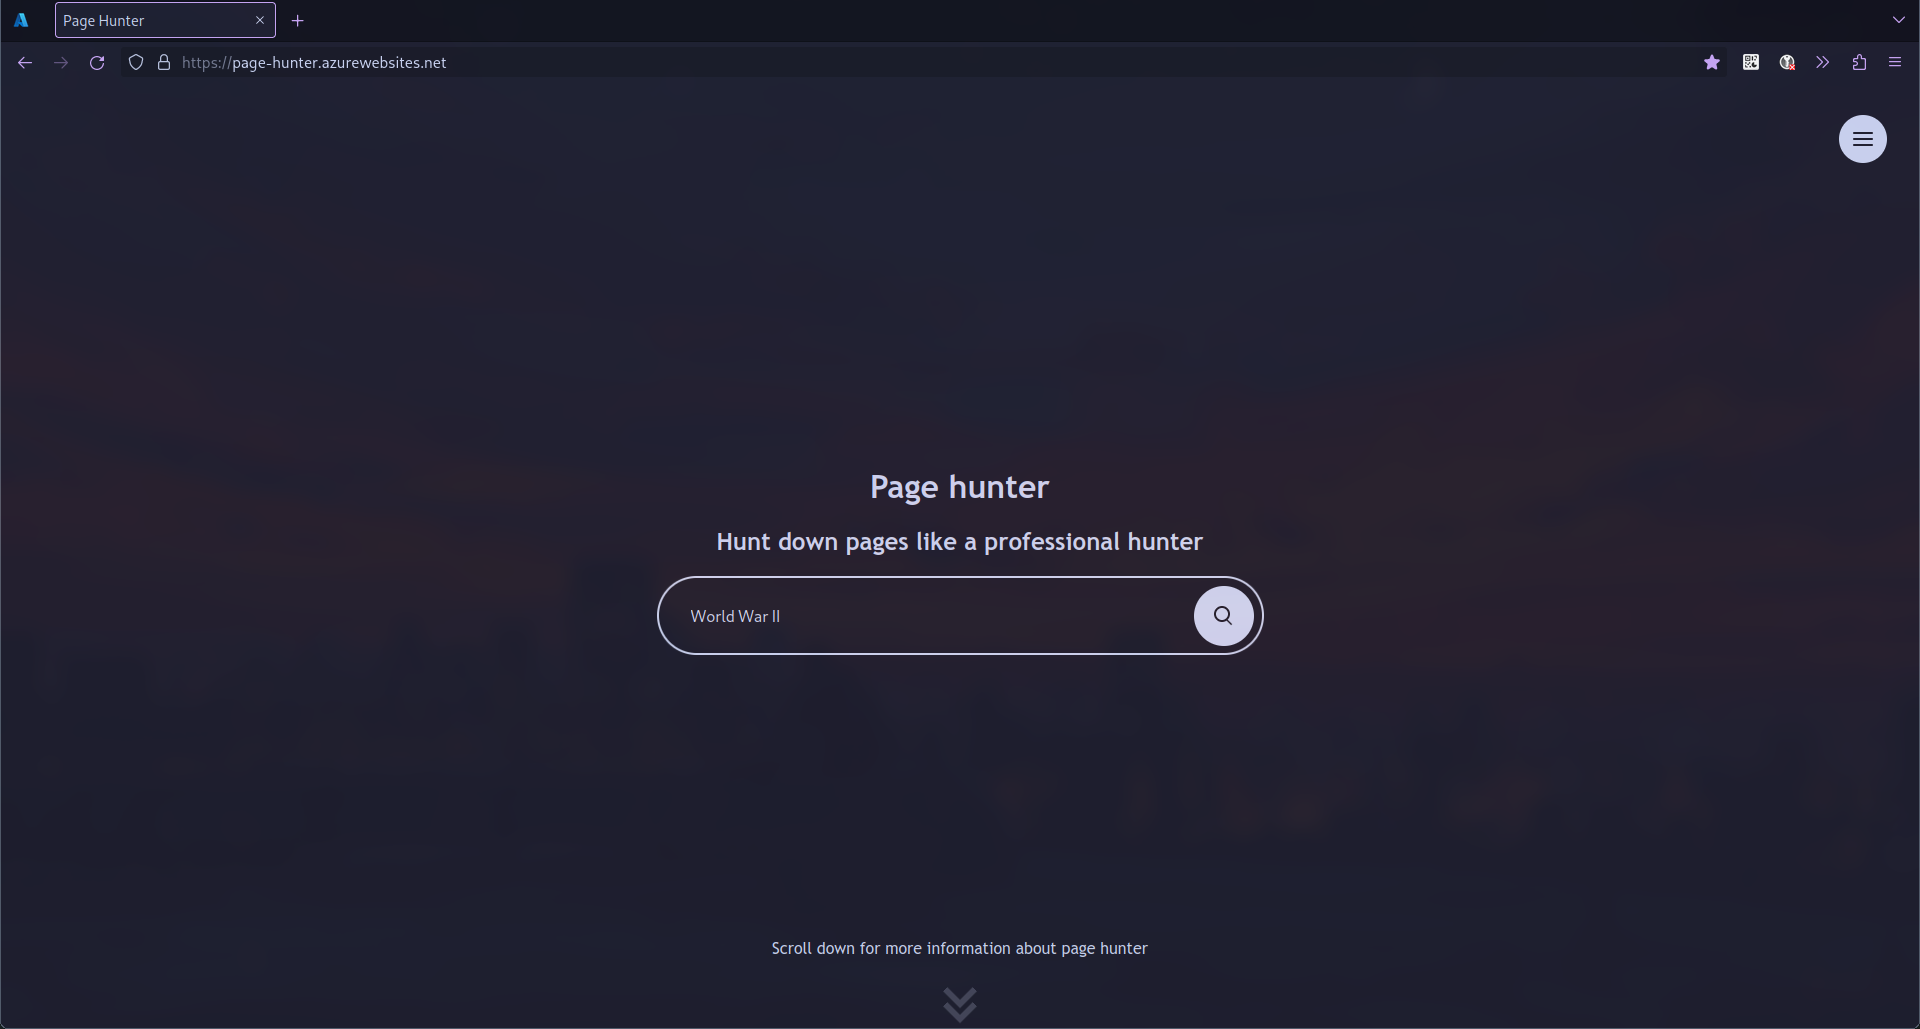 Page Hunter
https://page-hunter.azurewebsites.net
Page hunter
Hunt down pages like a professional hunter
World War II
Scroll down for more information about page hunter